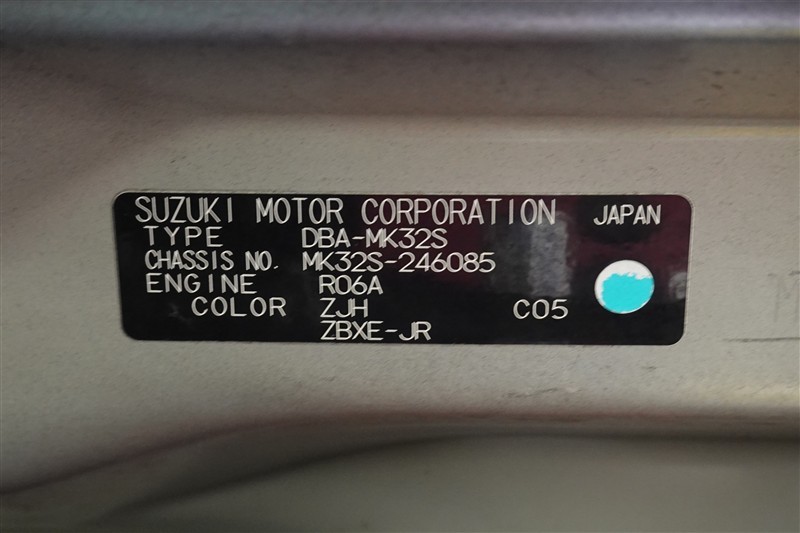 SUZUKI MOTOR CORPORATION JAPAN
TYPE DBA-MK32S
CHASSIS NO. MK32S-246085
ENGINE R06A
COLOR ZJH C05
ZBXE-JR